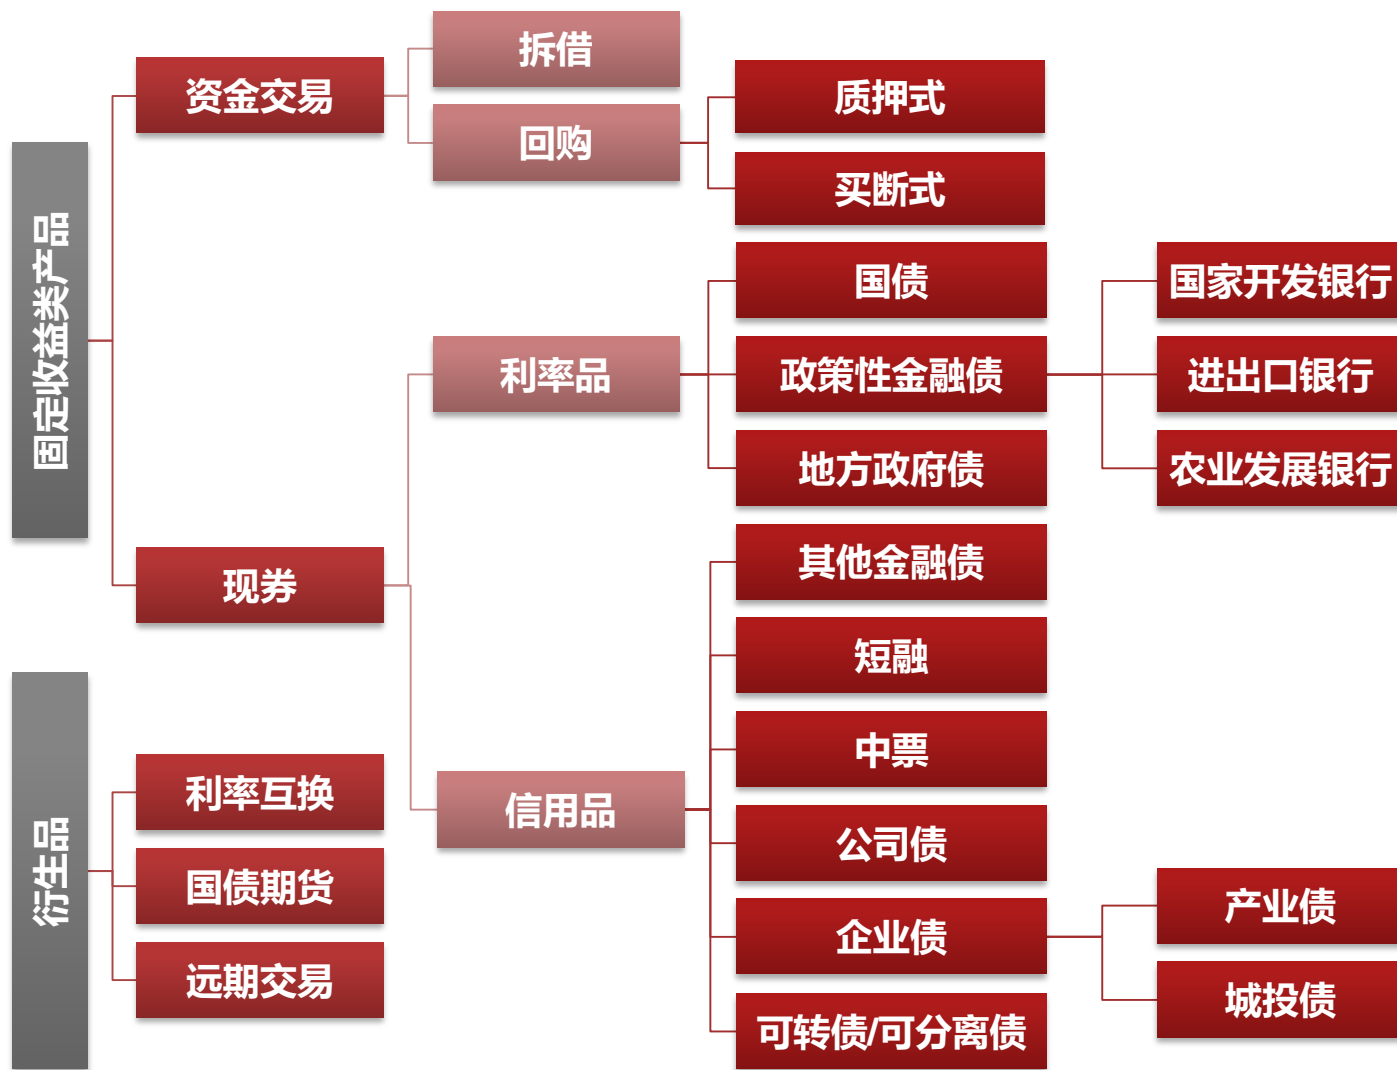 固定收益类产品
资金交易
拆借
回购
质押式
买断式
现券
利率品
国债
政策性金融债
国家开发银行
进出口银行
农业发展银行
地方政府债
信用品
其他金融债
短融
中票
公司债
企业债
产业债
城投债
可转债/可分离债
衍生品
利率互换
国债期货
远期交易